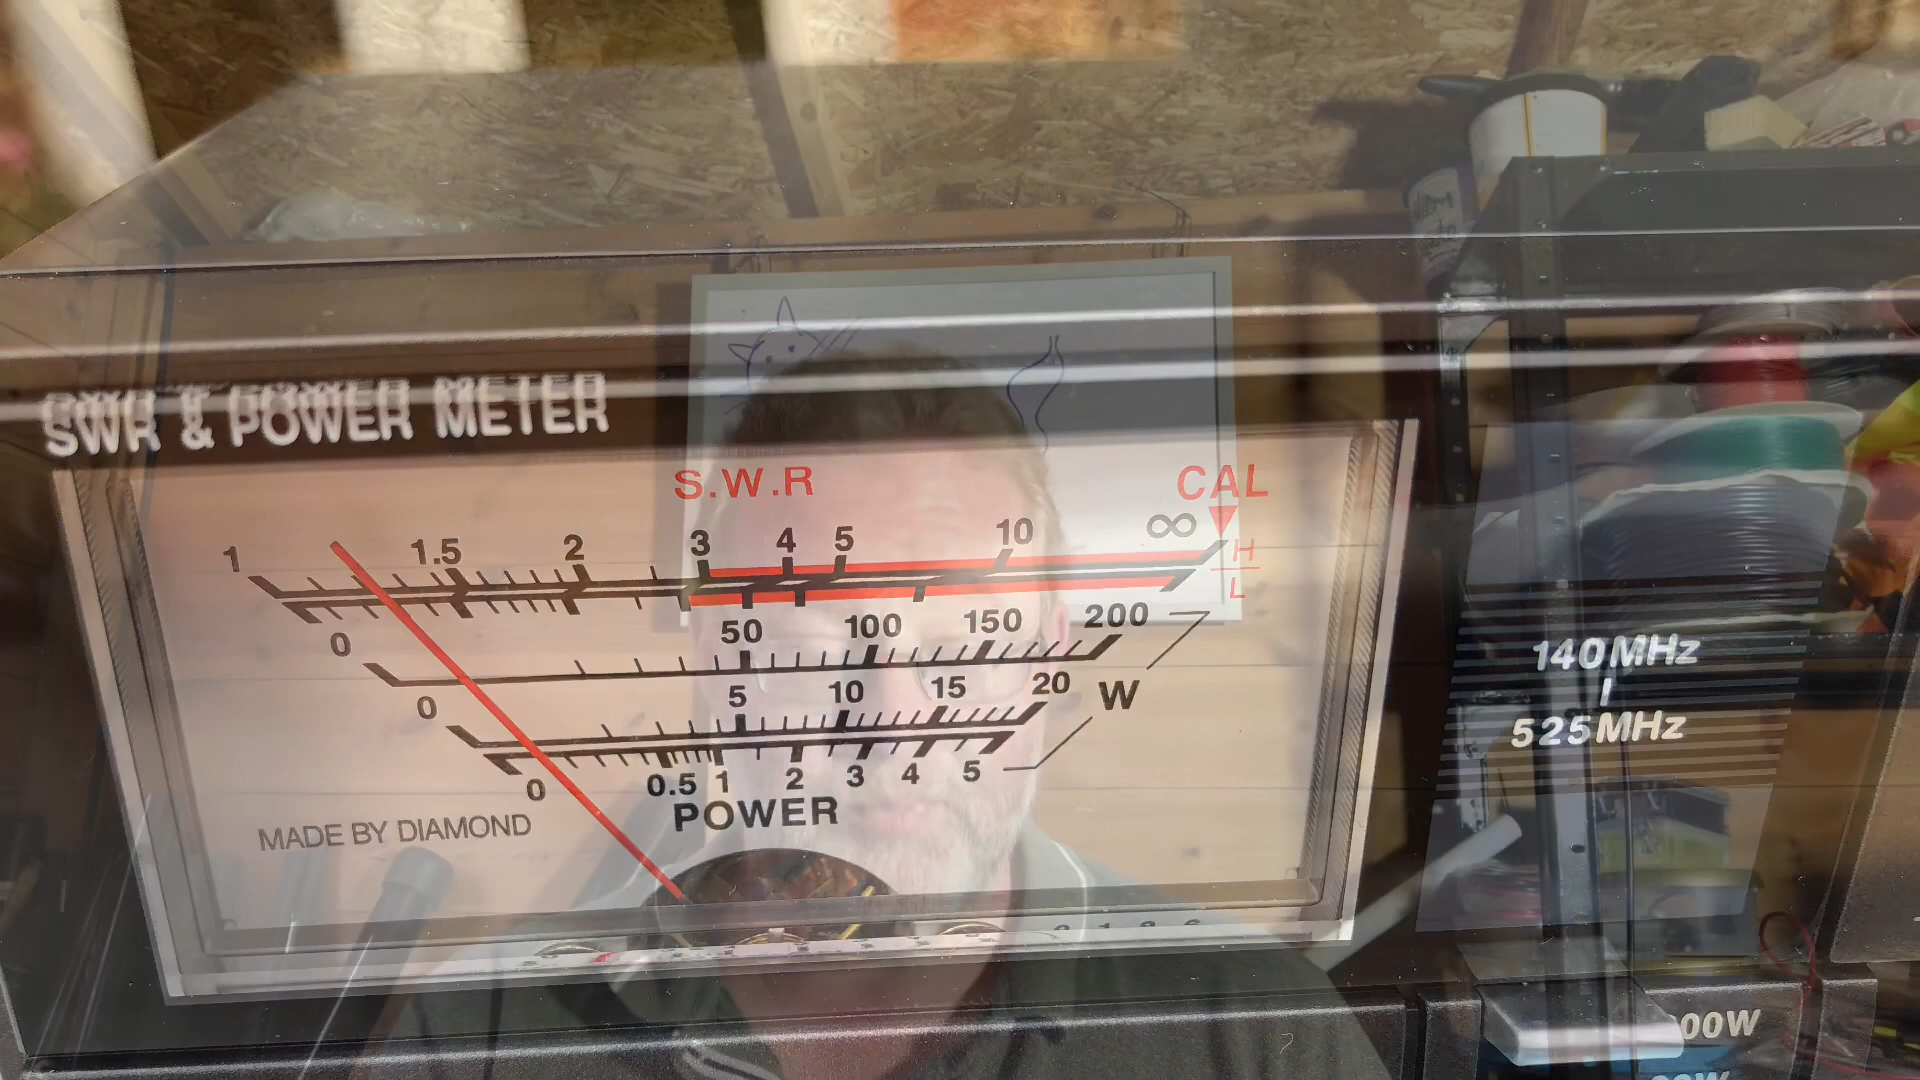 SWR & POWER METER
S.W.R
CAL
1 1.5 2 3 4 5 10 ∞
H
L
0 50 100 150 200
0 5 10 15 20 W
0 0.5 1 2 3 4 5
POWER
MADE BY DIAMOND
140MHz
525MHz
00W